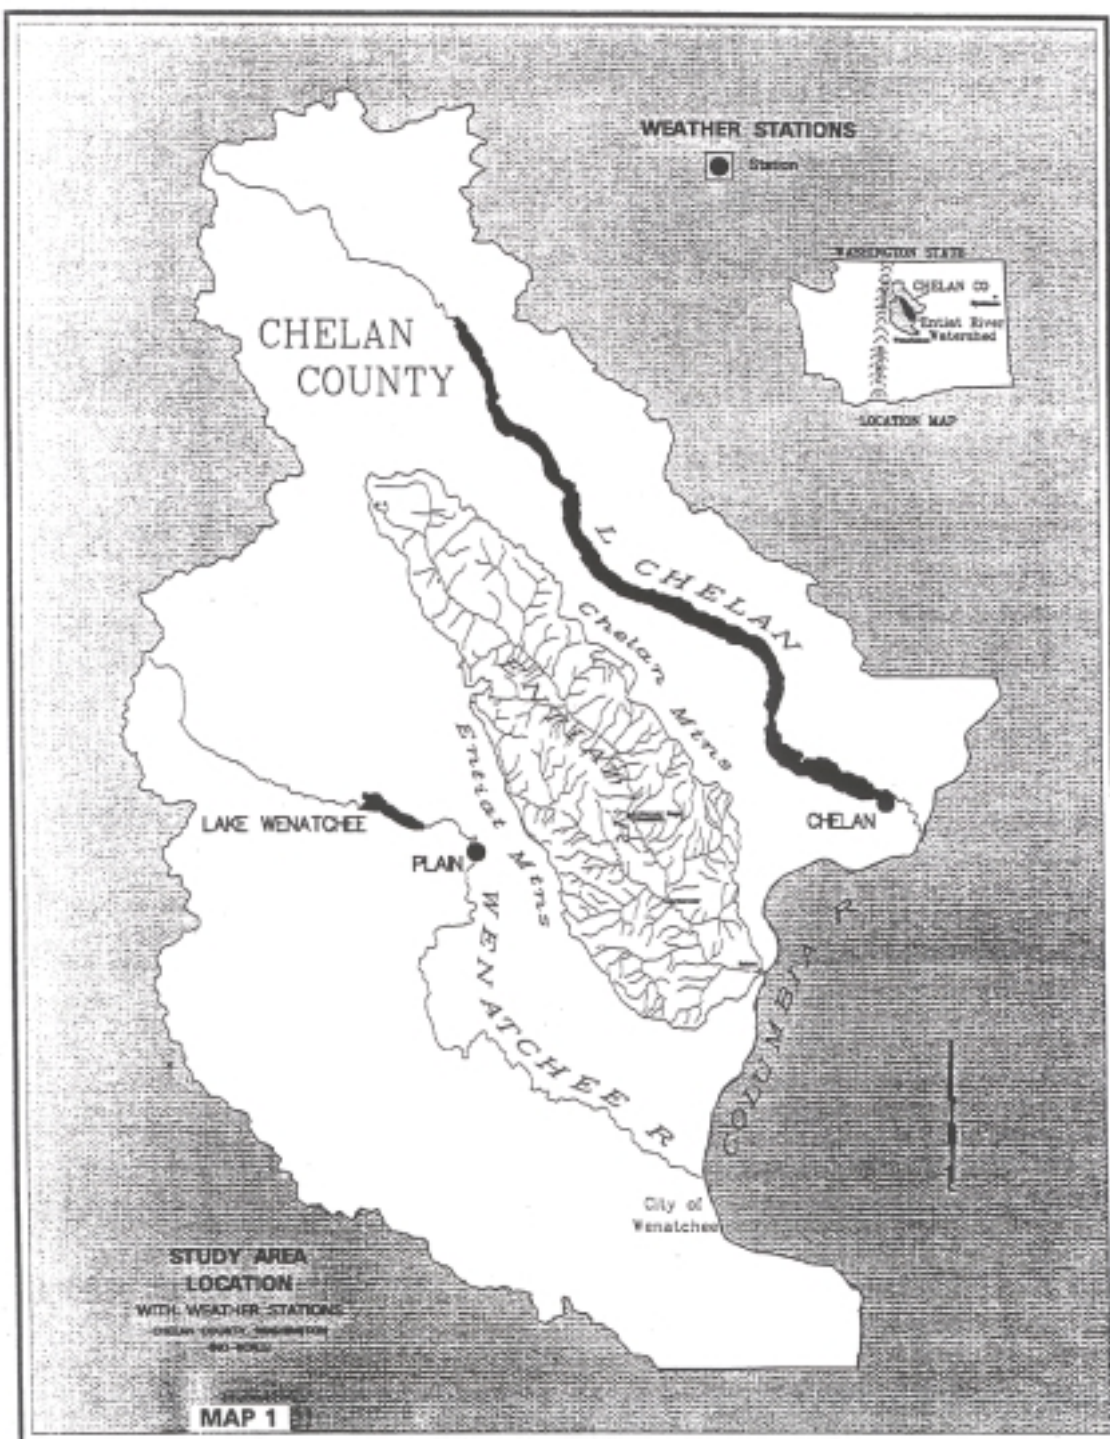 WEATHER STATIONS
Station
WASHINGTON STATE
CHELAN CO
Entiat River
Watershed
LOCATION MAP
CHELAN
COUNTY
L CHELAN
Chelan Mtns
ENTIAT
Entiat Mtns
LAKE WENATCHEE
PLAIN
CHELAN
WENATCHEE R
COLUMBIA R
City of
Wenatchee
STUDY AREA
LOCATION
WITH WEATHER STATIONS
CHELAN COUNTY, WASHINGTON
MAP 1